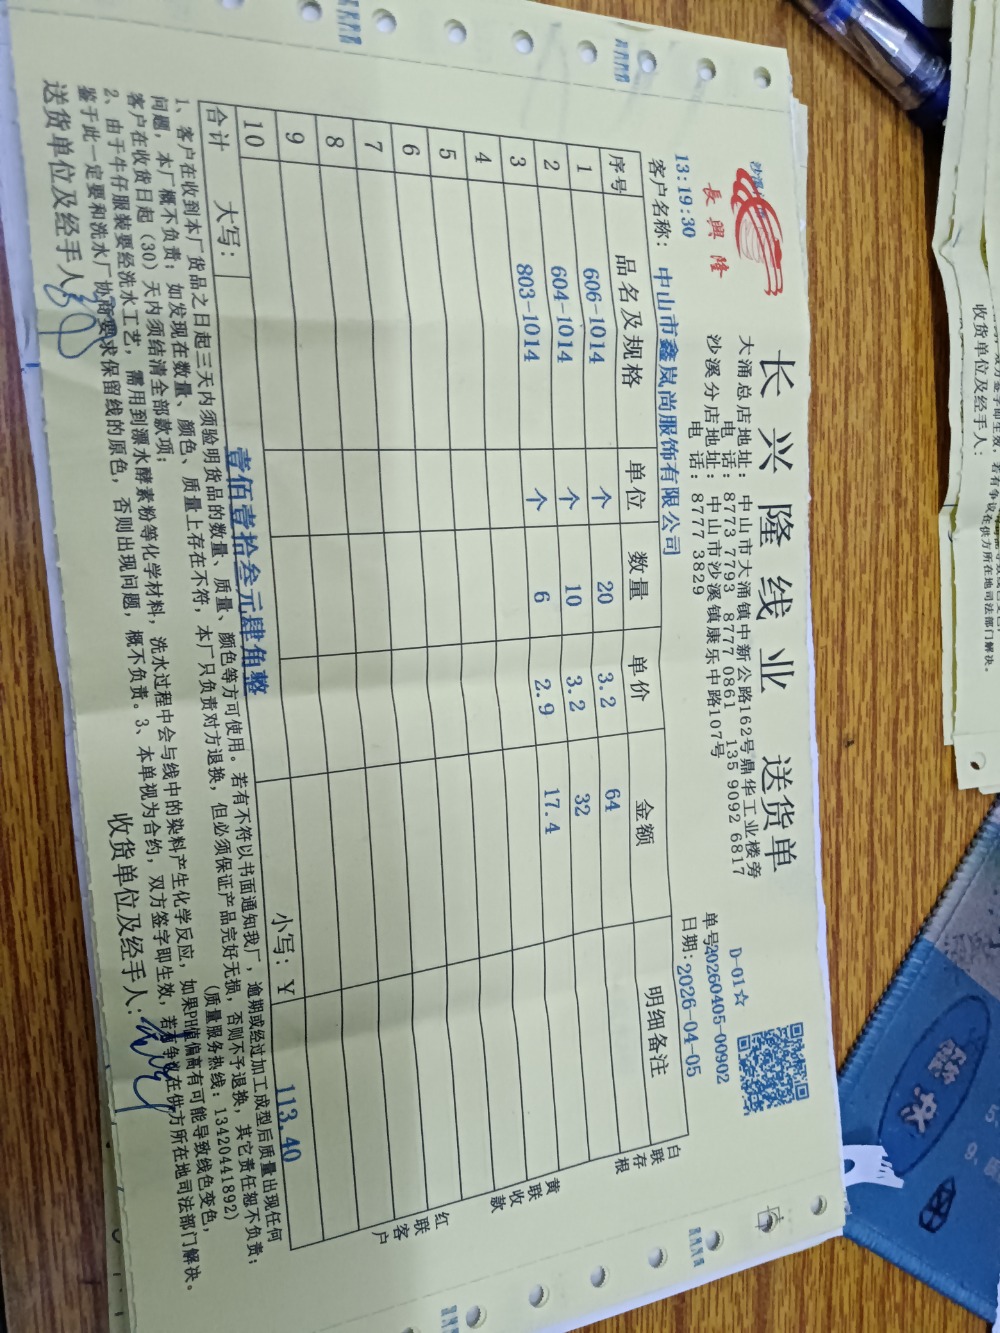 长兴隆线业 送货单
長興隆
大涌总店地址：中山市大涌镇中新公路162号鼎华工业楼旁
电话：8773 7793 8777 0861 135 9092 6817
沙溪分店地址：中山市沙溪镇康乐中路107号
电话：8777 3829
D-01☆
单号20260405-00902
13:19:30
日期：2026-04-05
客户名称：中山市鑫岚尚服饰有限公司
序号 品名及规格 单位 数量 单价 金额 明细备注
1 606-1014 个 20 3.2 64
2 604-1014 个 10 3.2 32
3 803-1014 个 6 2.9 17.4
4
5
6
7
8
9
10
合计 大写：壹佰壹拾叁元肆角整 小写：￥ 113.40
白联存根
黄联收款
红联客户
1、客户在收到本厂货品之日起三天内须验明货品的数量、质量、颜色等方可使用。若有不符以书面通知我厂，逾期或经过加工成型后质量出现任何
问题，本厂概不负责；如发现在数量、颜色、质量上存在不符，本厂只负责对方退换，但必须保证产品完好无损，否则不予退换，其它责任恕不负责；
客户在收货日起（30）天内须结清全部款项； （质量服务热线：13420441892）
2、由于牛仔服装要经洗水工艺，需用到漂水酵素粉等化学材料，洗水过程中会与线中的染料产生化学反应，如果PH值偏高有可能导致线色变色，
鉴于此一定要和洗水厂协商要求保留线的原色，否则出现问题，概不负责。3、本单视为合约，双方签字即生效，若有争议在供方所在地司法部门解决。
送货单位及经手人： 收货单位及经手人：
收货单位及经手人：
解决